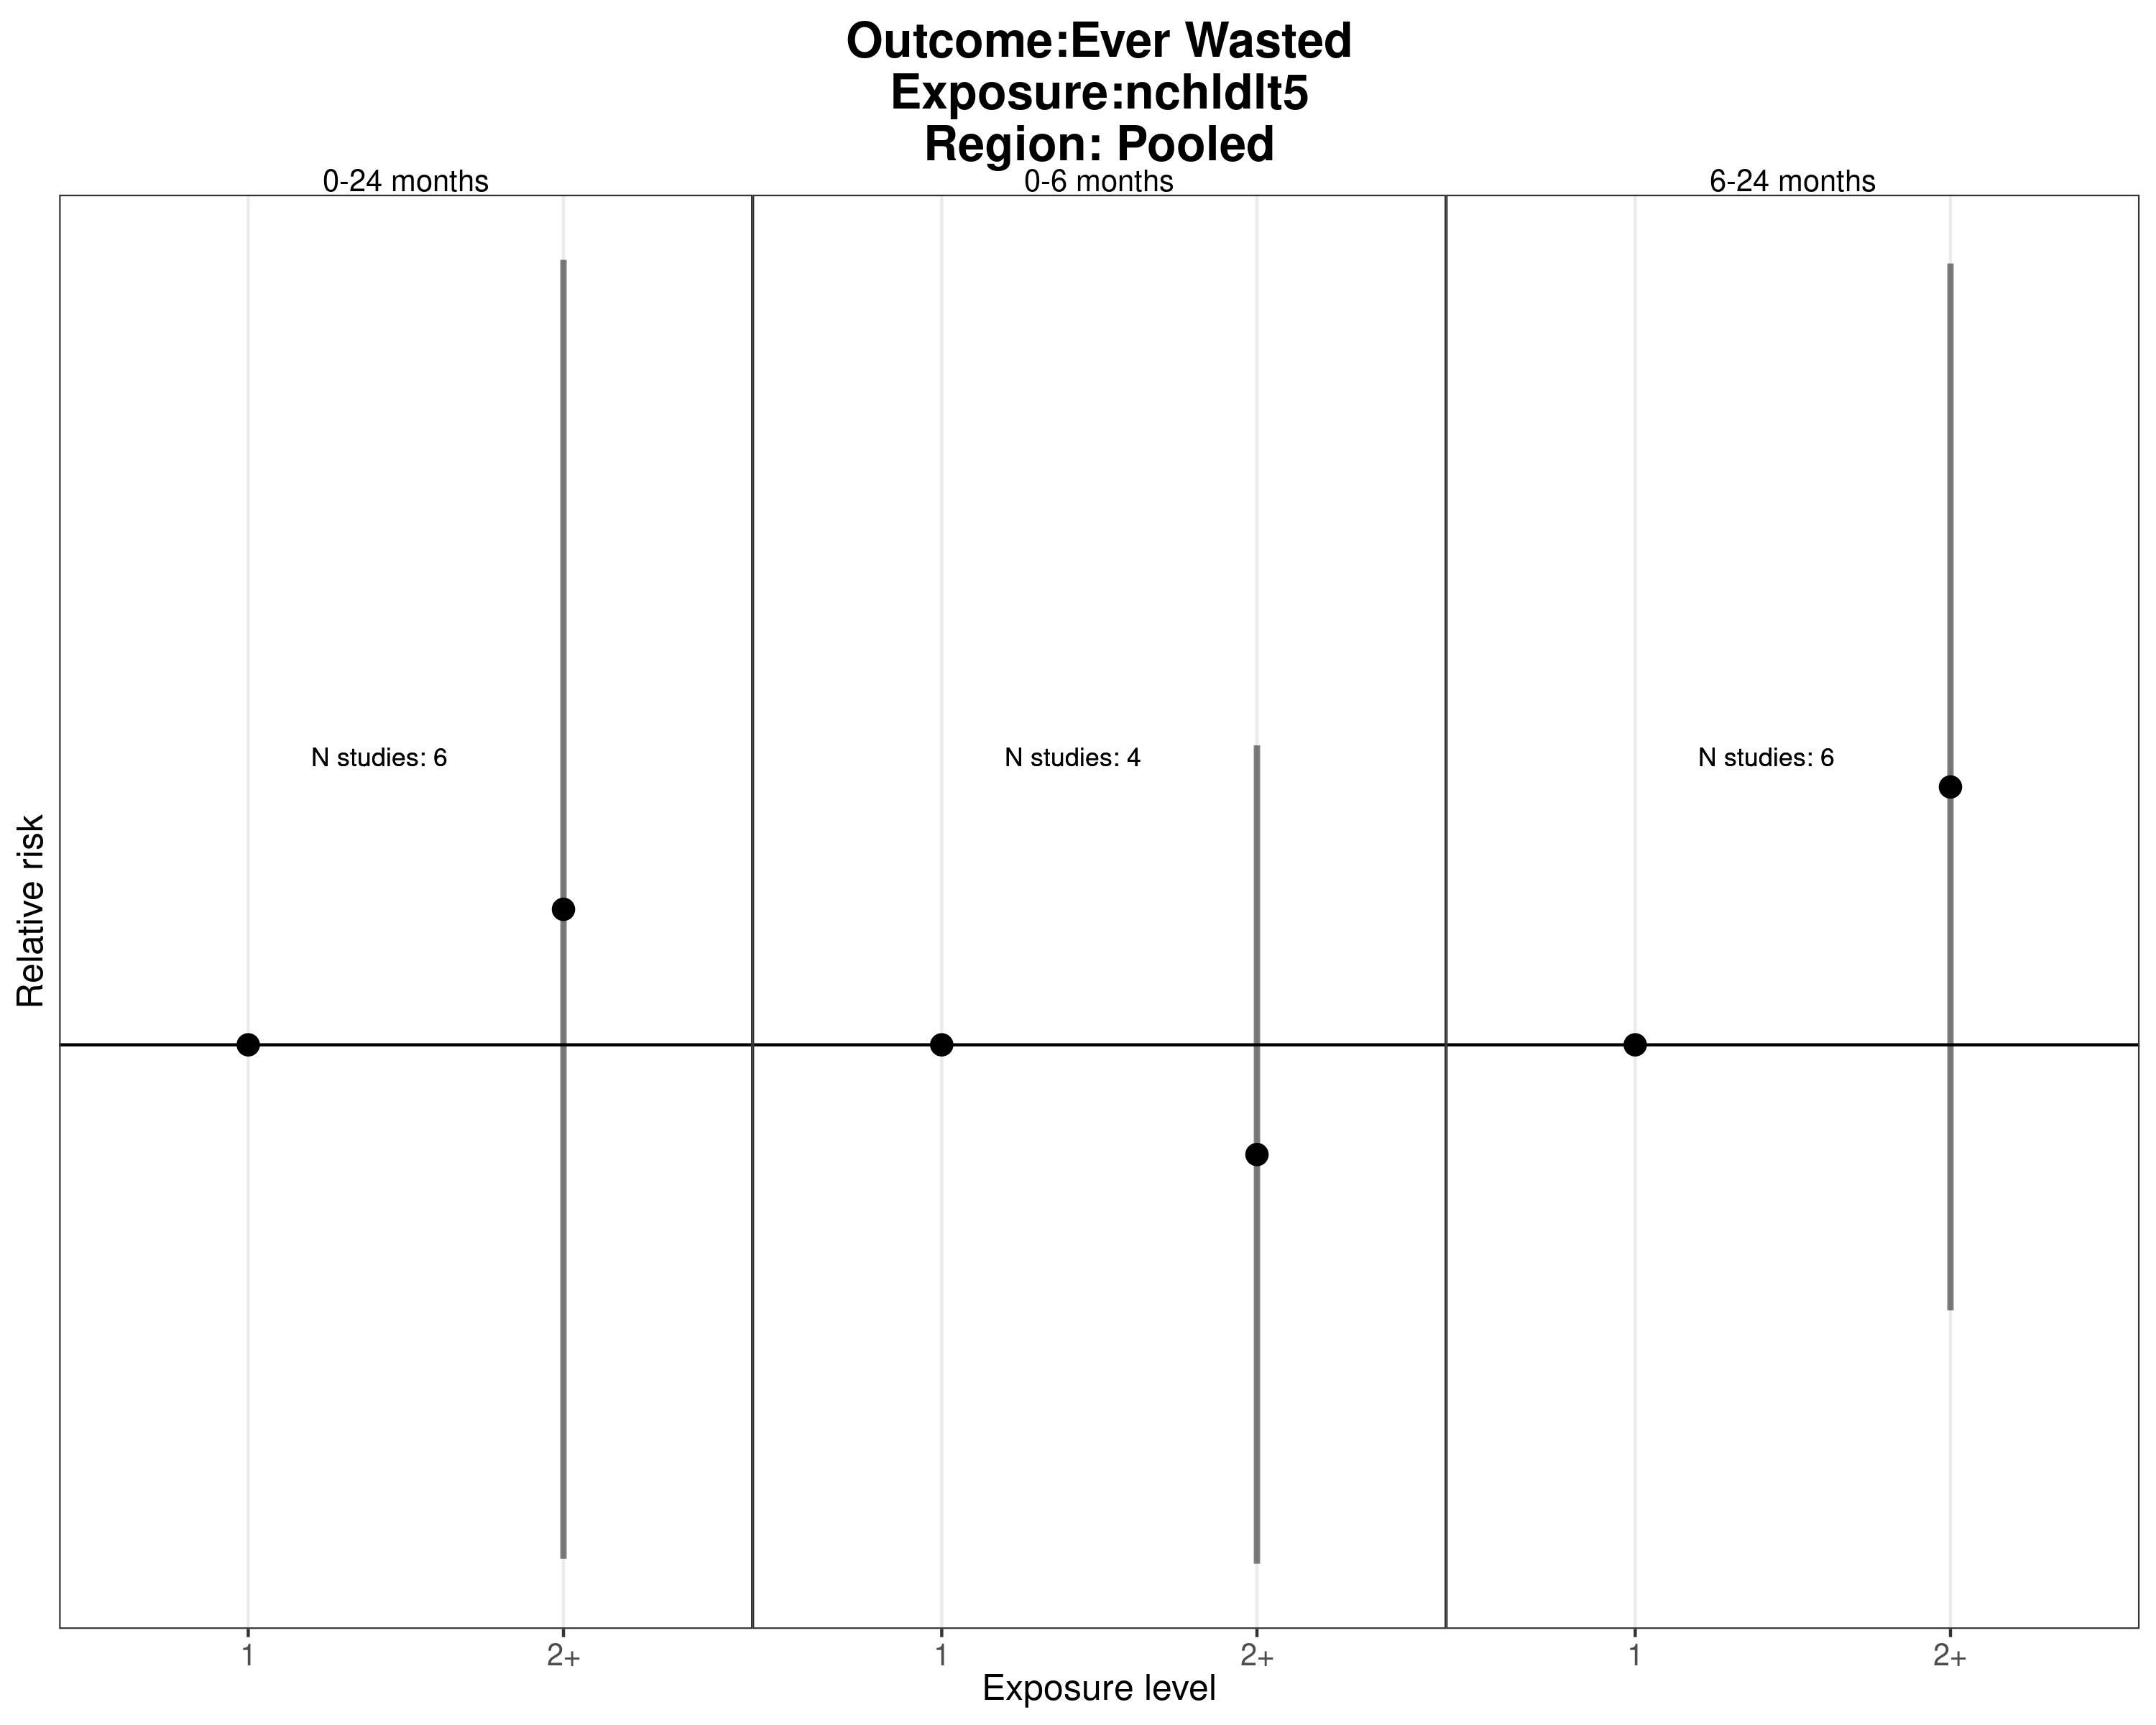 Outcome:Ever Wasted
Exposure:nchldlt5
Region: Pooled
0-24 months
0-6 months
6-24 months
N studies: 6
N studies: 4
N studies: 6
Relative risk
1
2+
1
2+
1
2+
Exposure level